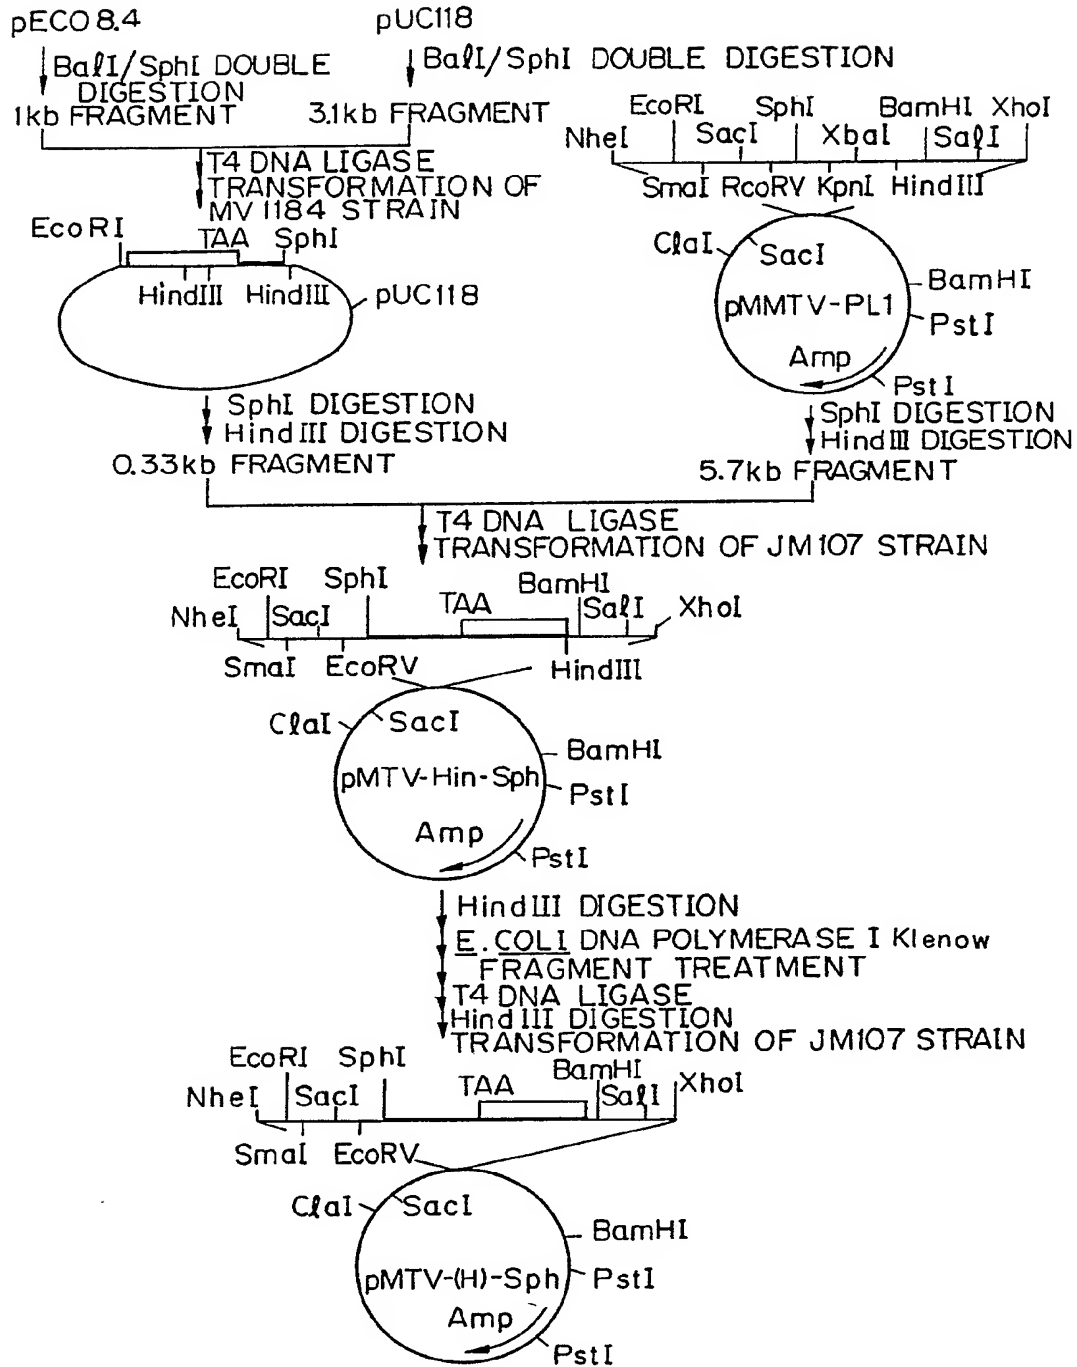 pECO 8.4
pUC118
BalI/SphI DOUBLE
DIGESTION
BalI/SphI DOUBLE DIGESTION
1kb FRAGMENT
3.1kb FRAGMENT
T4 DNA LIGASE
TRANSFORMATION OF
MV 1184 STRAIN
EcoRI
SphI
BamHI
XhoI
NheI
SacI
XbaI
SalI
SmaI
RcoRV
KpnI
HindIII
EcoRI
TAA
SphI
HindIII
HindIII
pUC118
ClaI
SacI
BamHI
pMMTV-PL1
PstI
Amp
PstI
SphI DIGESTION
HindIII DIGESTION
0.33kb FRAGMENT
SphI DIGESTION
HindIII DIGESTION
5.7kb FRAGMENT
T4 DNA LIGASE
TRANSFORMATION OF JM107 STRAIN
EcoRI
SphI
BamHI
NheI
SacI
TAA
SalI
XhoI
SmaI
EcoRV
HindIII
ClaI
SacI
BamHI
pMTV-Hin-Sph
PstI
Amp
PstI
HindIII DIGESTION
E.COLI DNA POLYMERASE I Klenow
FRAGMENT TREATMENT
T4 DNA LIGASE
HindIII DIGESTION
TRANSFORMATION OF JM107 STRAIN
EcoRI
SphI
BamHI
NheI
SacI
TAA
SalI
XhoI
SmaI
EcoRV
ClaI
SacI
BamHI
pMTV-(H)-Sph
PstI
Amp
PstI